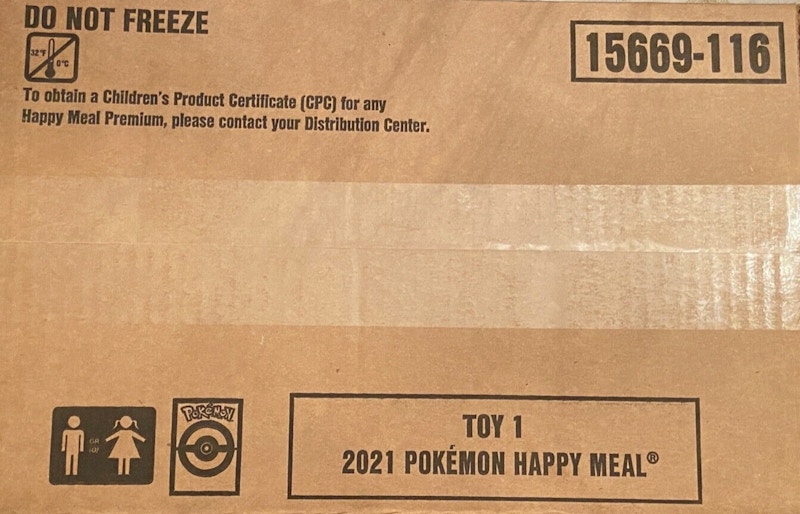 DO NOT FREEZE
15669-116
32°F
0°C
To obtain a Children's Product Certificate (CPC) for any
Happy Meal Premium, please contact your Distribution Center.
POKéMON
TOY 1
2021 POKÉMON HAPPY MEAL®